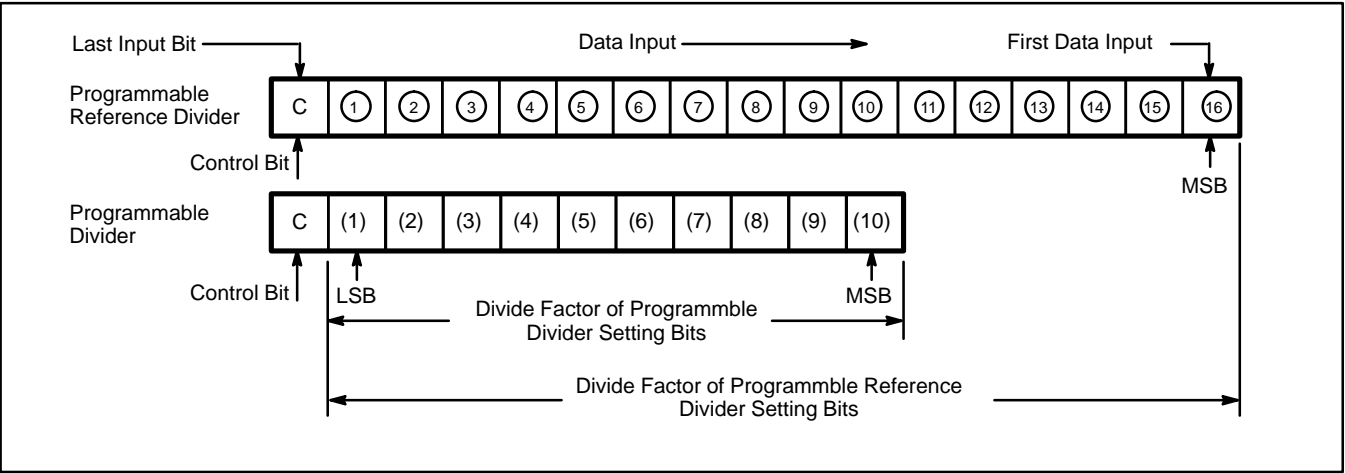 Last Input Bit
Data Input
First Data Input
Programmable
Reference Divider
C 1 2 3 4 5 6 7 8 9 10 11 12 13 14 15 16
Control Bit
MSB
Programmable
Divider
C (1) (2) (3) (4) (5) (6) (7) (8) (9) (10)
Control Bit
LSB
MSB
Divide Factor of Programmble
Divider Setting Bits
Divide Factor of Programmble Reference
Divider Setting Bits